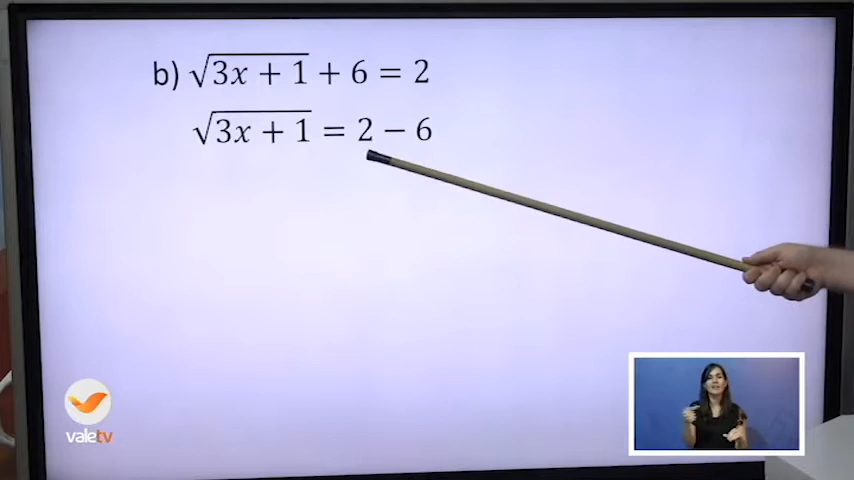 b) √3x + 1 + 6 = 2
√3x + 1 = 2 − 6
valetv